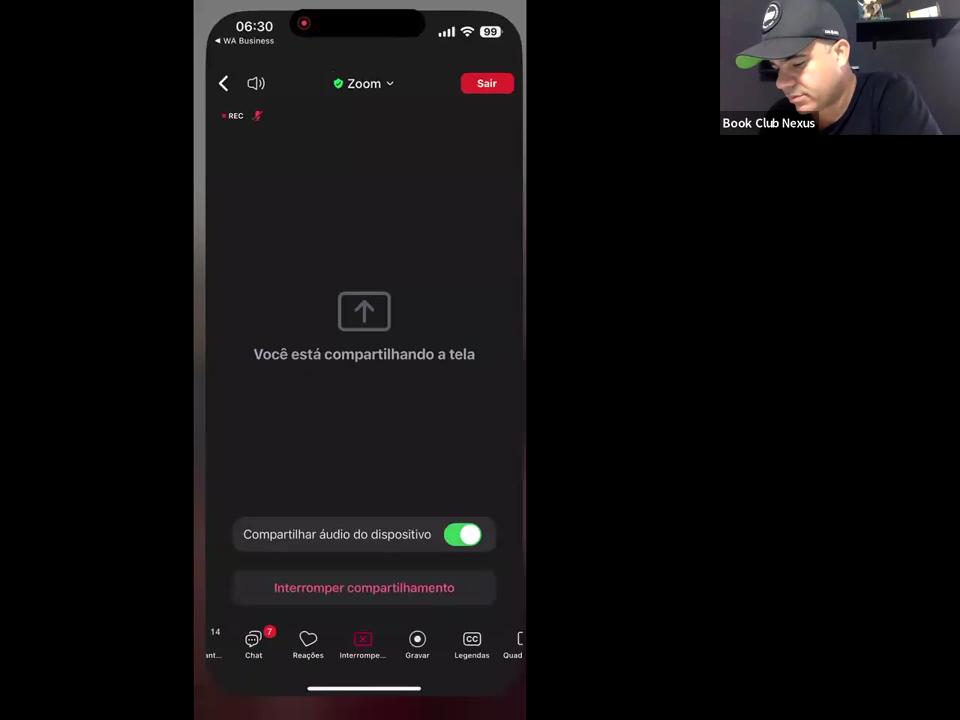 06:30
99
◀ WA Business
Zoom
Sair
REC
Book Club Nexus
Você está compartilhando a tela
Compartilhar áudio do dispositivo
Interromper compartilhamento
14
7
ant...
Chat
Reações
Interrompe...
Gravar
CC
Legendas
Quad